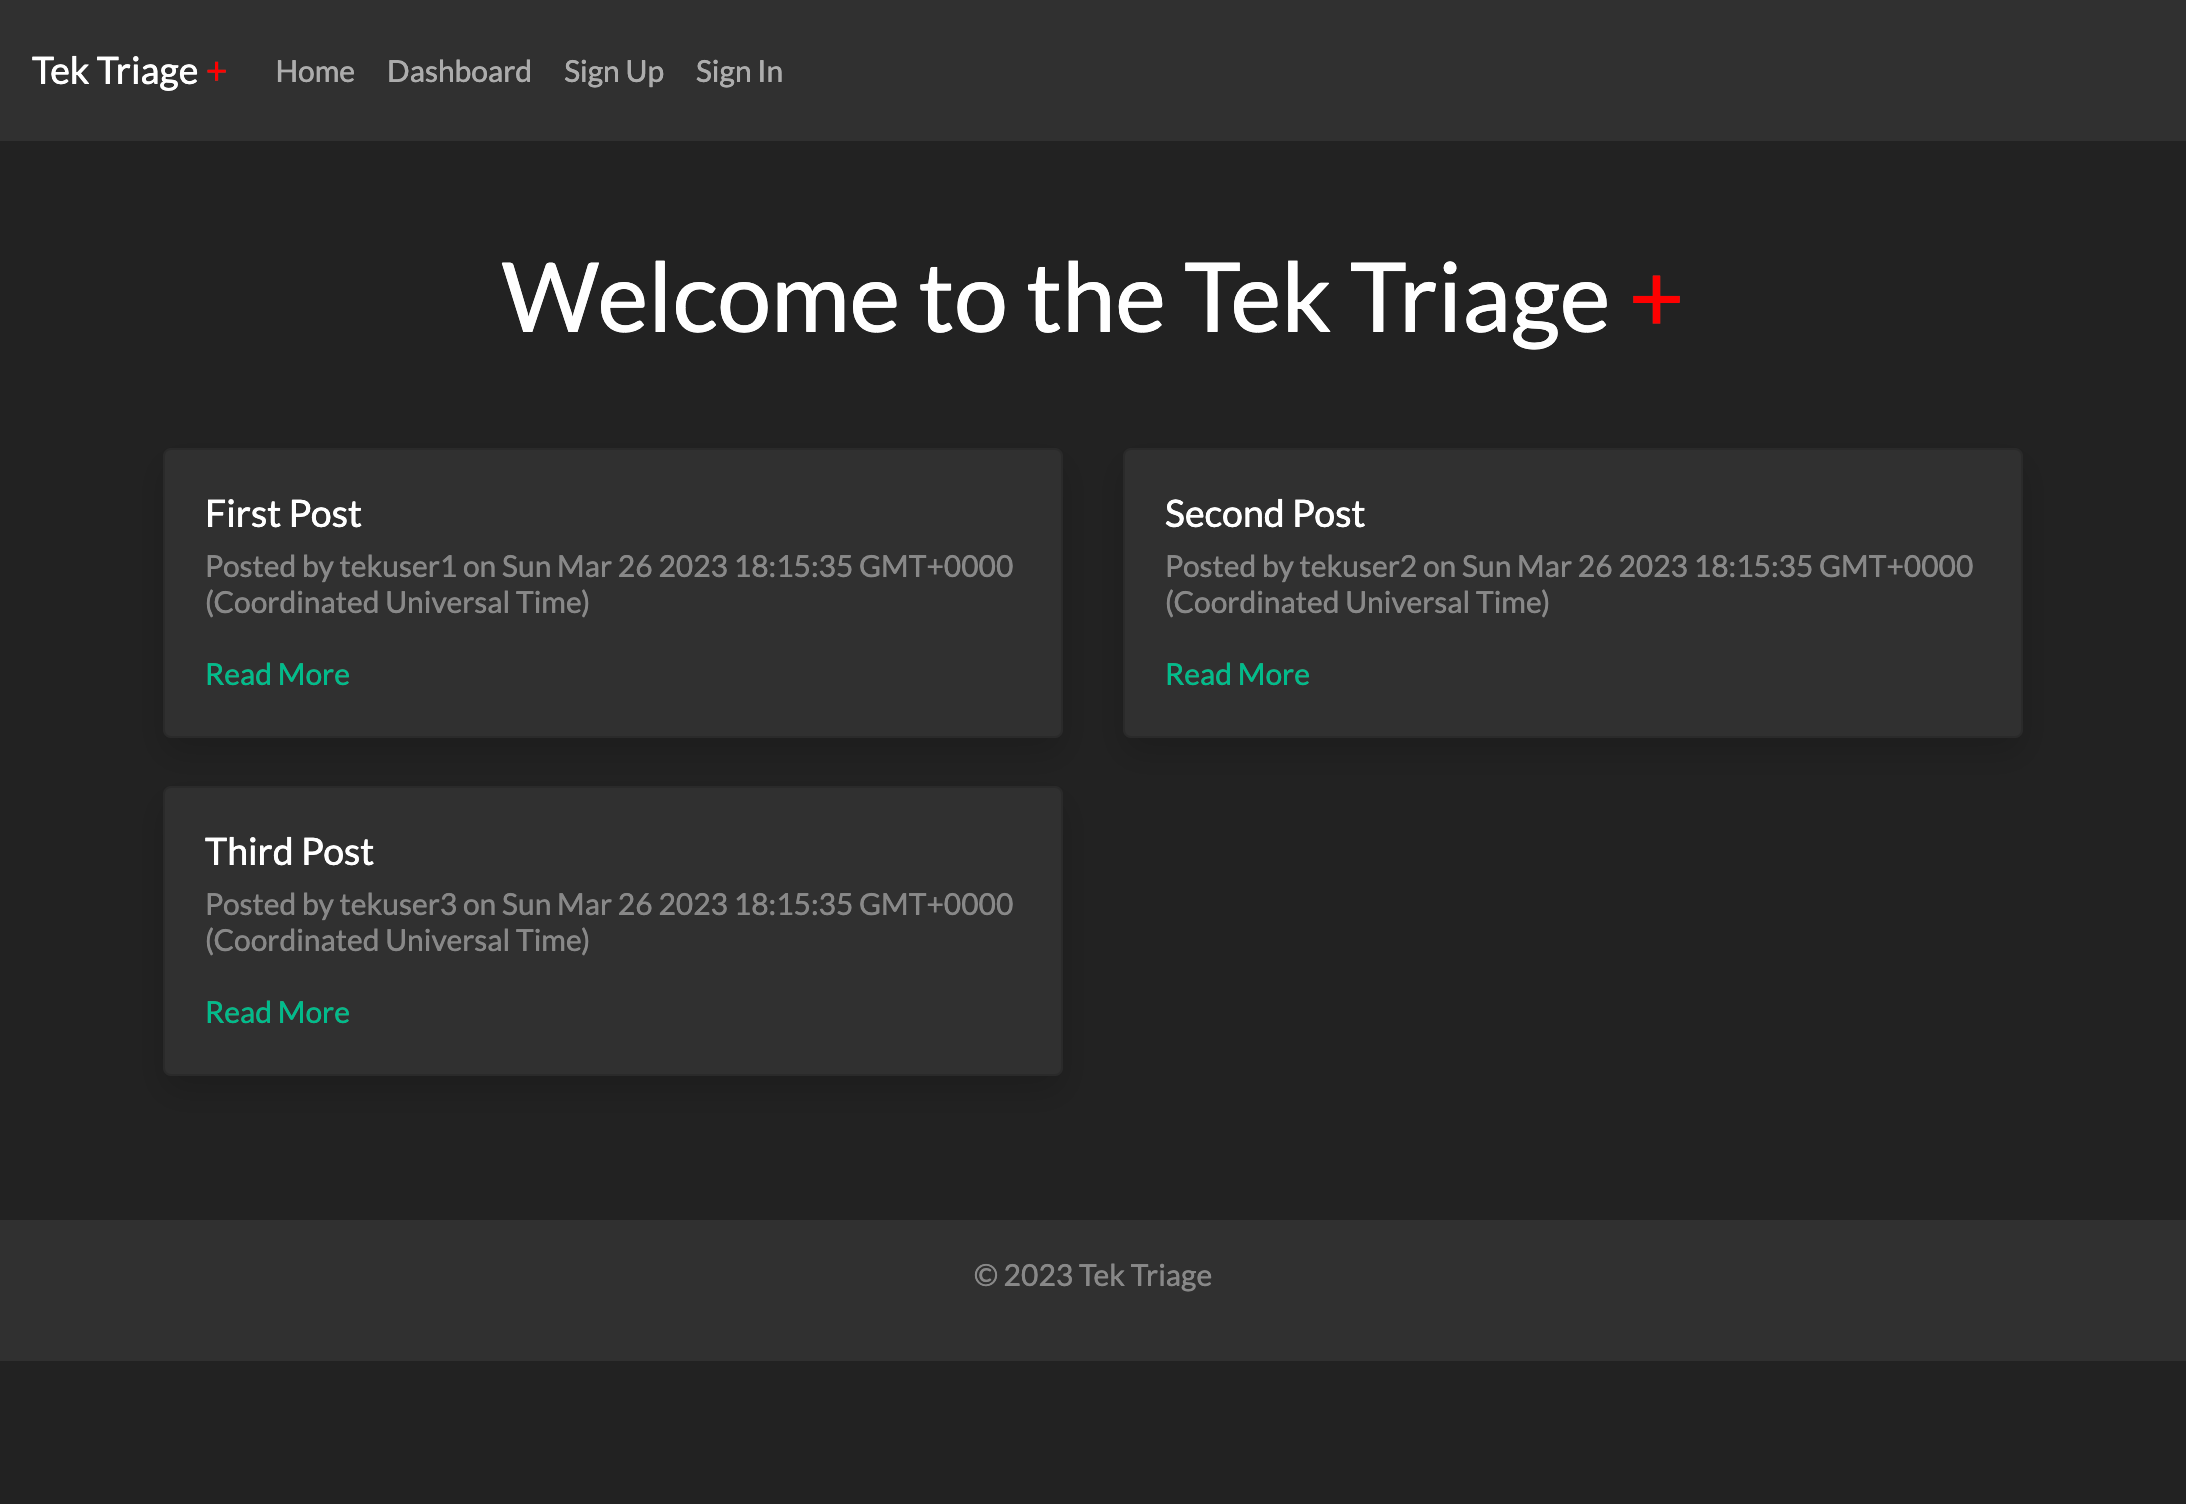 Tek Triage + Home Dashboard Sign Up Sign In
Welcome to the Tek Triage +
First Post
Posted by tekuser1 on Sun Mar 26 2023 18:15:35 GMT+0000
(Coordinated Universal Time)
Read More
Second Post
Posted by tekuser2 on Sun Mar 26 2023 18:15:35 GMT+0000
(Coordinated Universal Time)
Read More
Third Post
Posted by tekuser3 on Sun Mar 26 2023 18:15:35 GMT+0000
(Coordinated Universal Time)
Read More
© 2023 Tek Triage